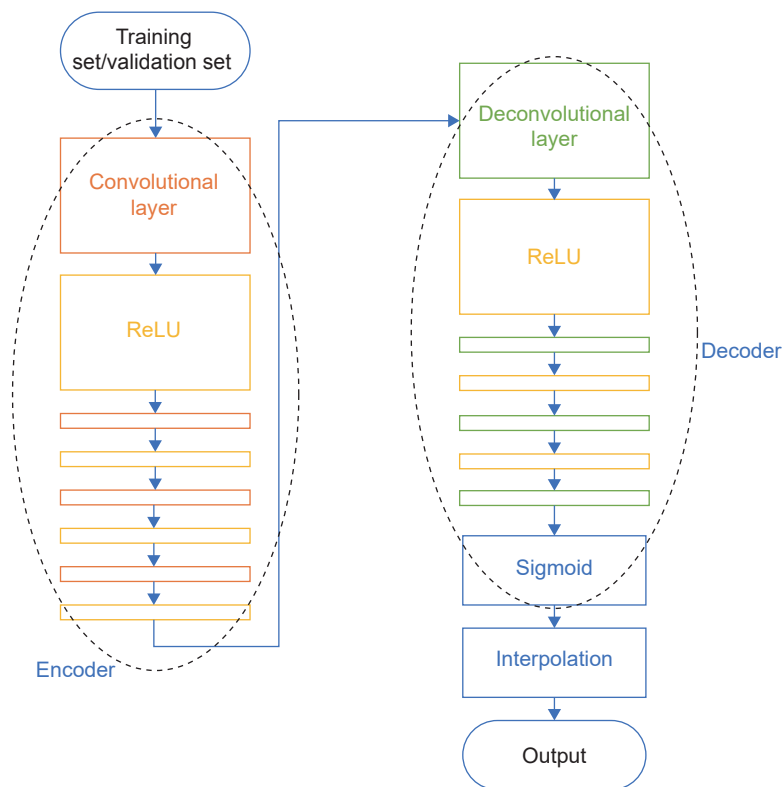 Training
set/validation set
Convolutional
layer
ReLU
Encoder
Deconvolutional
layer
ReLU
Decoder
Sigmoid
Interpolation
Output